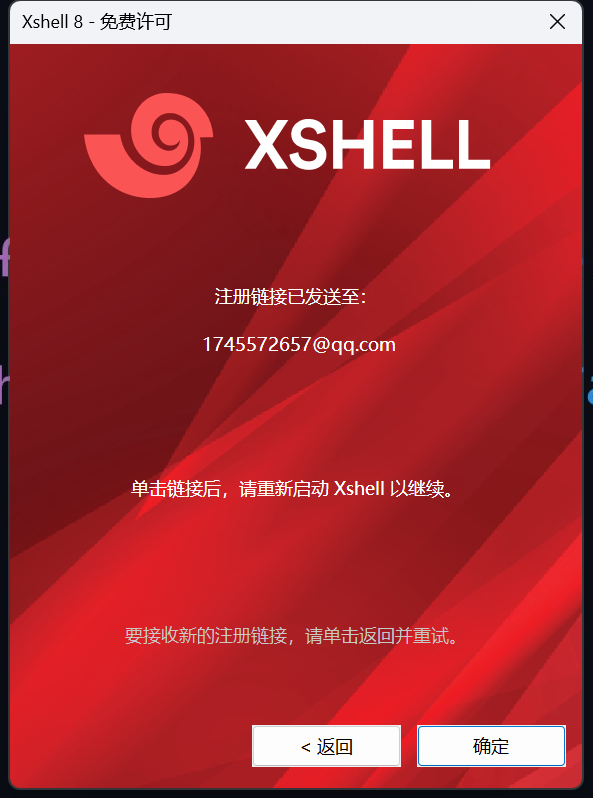 Xshell 8 - 免费许可
XSHELL
注册链接已发送至：
1745572657@qq.com
单击链接后，请重新启动 Xshell 以继续。
要接收新的注册链接，请单击返回并重试。
< 返回
确定